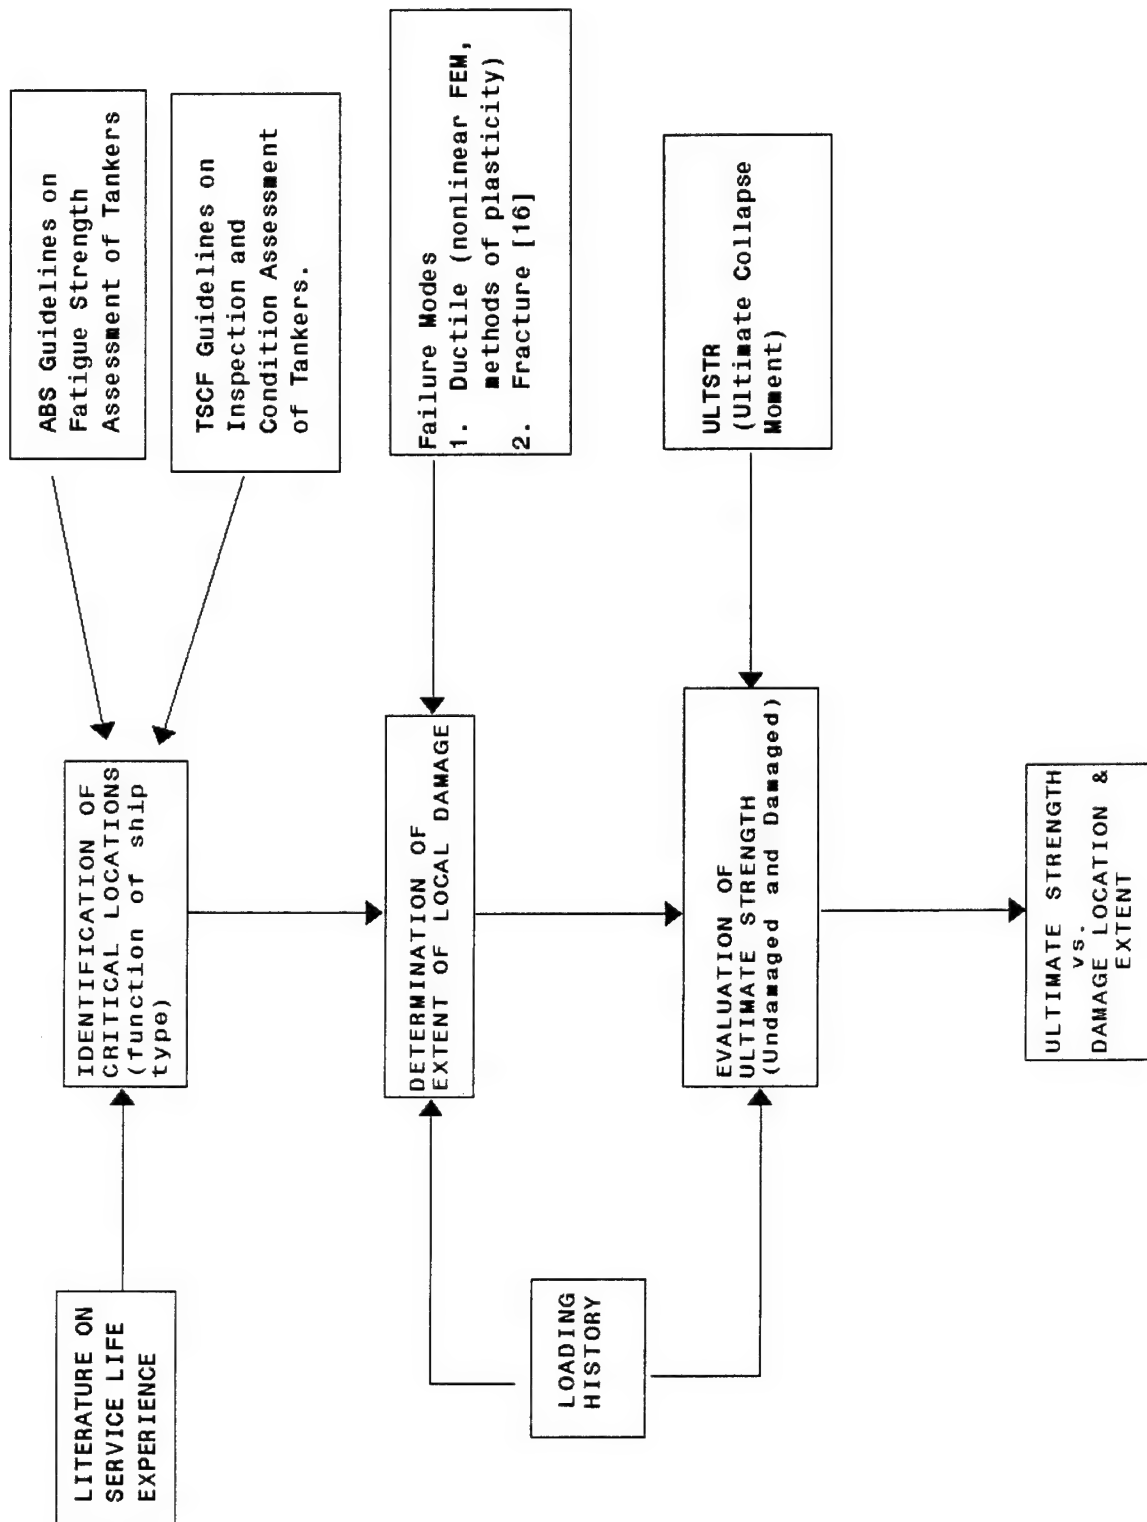 LITERATURE ON
SERVICE LIFE
EXPERIENCE
IDENTIFICATION OF
CRITICAL LOCATIONS
(function of ship
type)
ABS Guidelines on
Fatigue Strength
Assessment of Tankers
TSCF Guidelines on
Inspection and
Condition Assessment
of Tankers.
DETERMINATION OF
EXTENT OF LOCAL DAMAGE
Failure Modes
1. Ductile (nonlinear FEM,
methods of plasticity)
2. Fracture [16]
LOADING
HISTORY
EVALUATION OF
ULTIMATE STRENGTH
(Undamaged and Damaged)
ULTSTR
(Ultimate Collapse
Moment)
ULTIMATE STRENGTH
vs.
DAMAGE LOCATION &
EXTENT